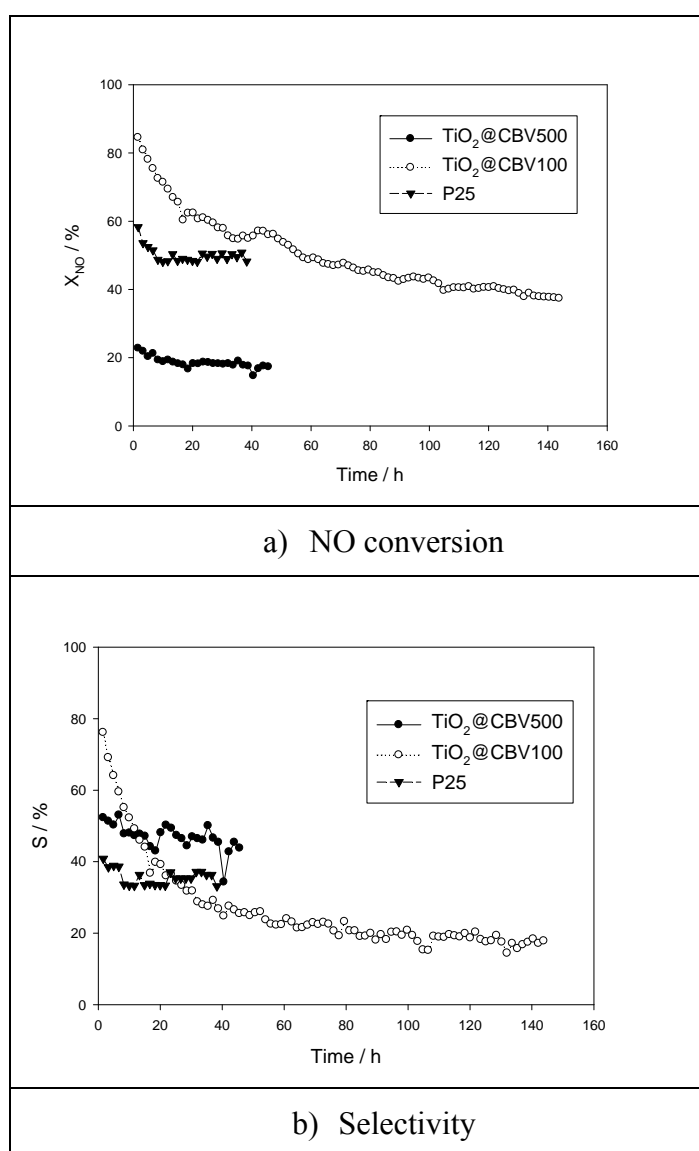 100
80
60
40
20
0
X_NO / %
TiO₂@CBV500
TiO₂@CBV100
P25
0 20 40 60 80 100 120 140 160
Time / h
a) NO conversion
100
80
60
40
20
0
S / %
TiO₂@CBV500
TiO₂@CBV100
P25
0 20 40 60 80 100 120 140 160
Time / h
b) Selectivity